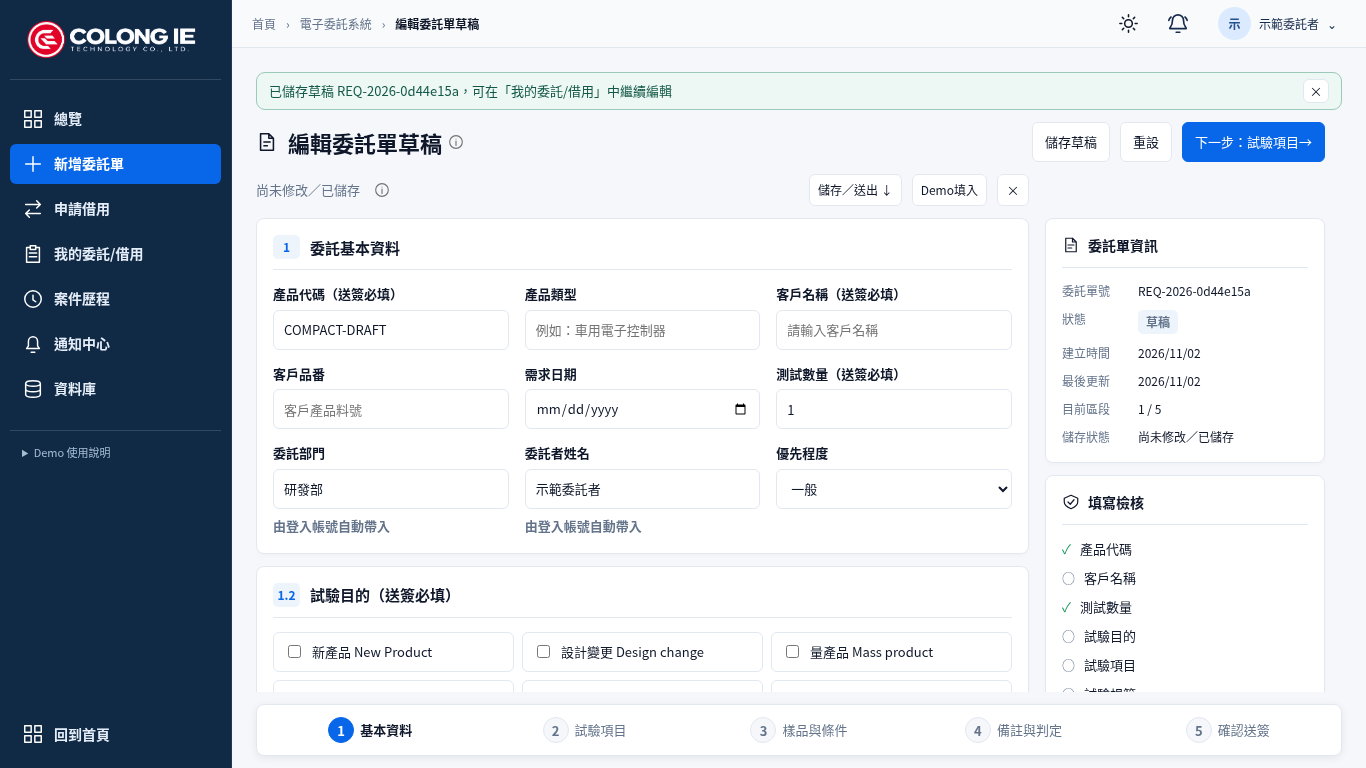 COLONG IE
TECHNOLOGY CO., LTD.
總覽
新增委託單
申請借用
我的委託/借用
案件歷程
通知中心
資料庫
Demo 使用說明
回到首頁
首頁 › 電子委託系統 › 編輯委託單草稿
示 示範委託者
已儲存草稿 REQ-2026-0d44e15a，可在「我的委託/借用」中繼續編輯
編輯委託單草稿
儲存草稿 重設 下一步：試驗項目→
尚未修改／已儲存
儲存／送出 ↓ Demo填入
1 委託基本資料
產品代碼（送簽必填） 產品類型 客戶名稱（送簽必填）
COMPACT-DRAFT 例如：車用電子控制器 請輸入客戶名稱
客戶品番 需求日期 測試數量（送簽必填）
客戶產品料號 mm/dd/yyyy 1
委託部門 委託者姓名 優先程度
研發部 示範委託者 一般
由登入帳號自動帶入 由登入帳號自動帶入
1.2 試驗目的（送簽必填）
新產品 New Product 設計變更 Design change 量產品 Mass product
委託單資訊
委託單號 REQ-2026-0d44e15a
狀態 草稿
建立時間 2026/11/02
最後更新 2026/11/02
目前區段 1 / 5
儲存狀態 尚未修改／已儲存
填寫檢核
✓ 產品代碼
客戶名稱
✓ 測試數量
試驗目的
試驗項目
1 基本資料 2 試驗項目 3 樣品與條件 4 備註與判定 5 確認送簽